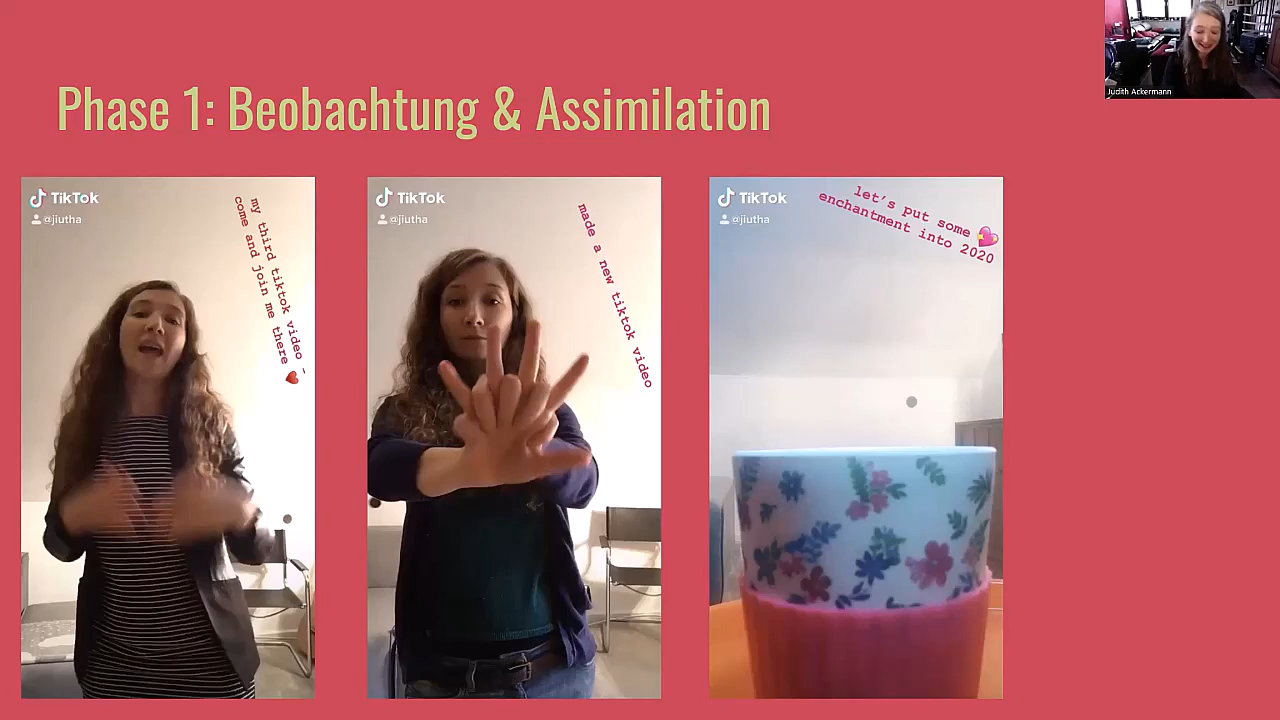 Judith Ackermann
Phase 1: Beobachtung & Assimilation
TikTok
@jiutha
my third tiktok video -
come and join me there
TikTok
@jiutha
made a new tiktok video
TikTok
@jiutha
let's put some
enchantment into 2020